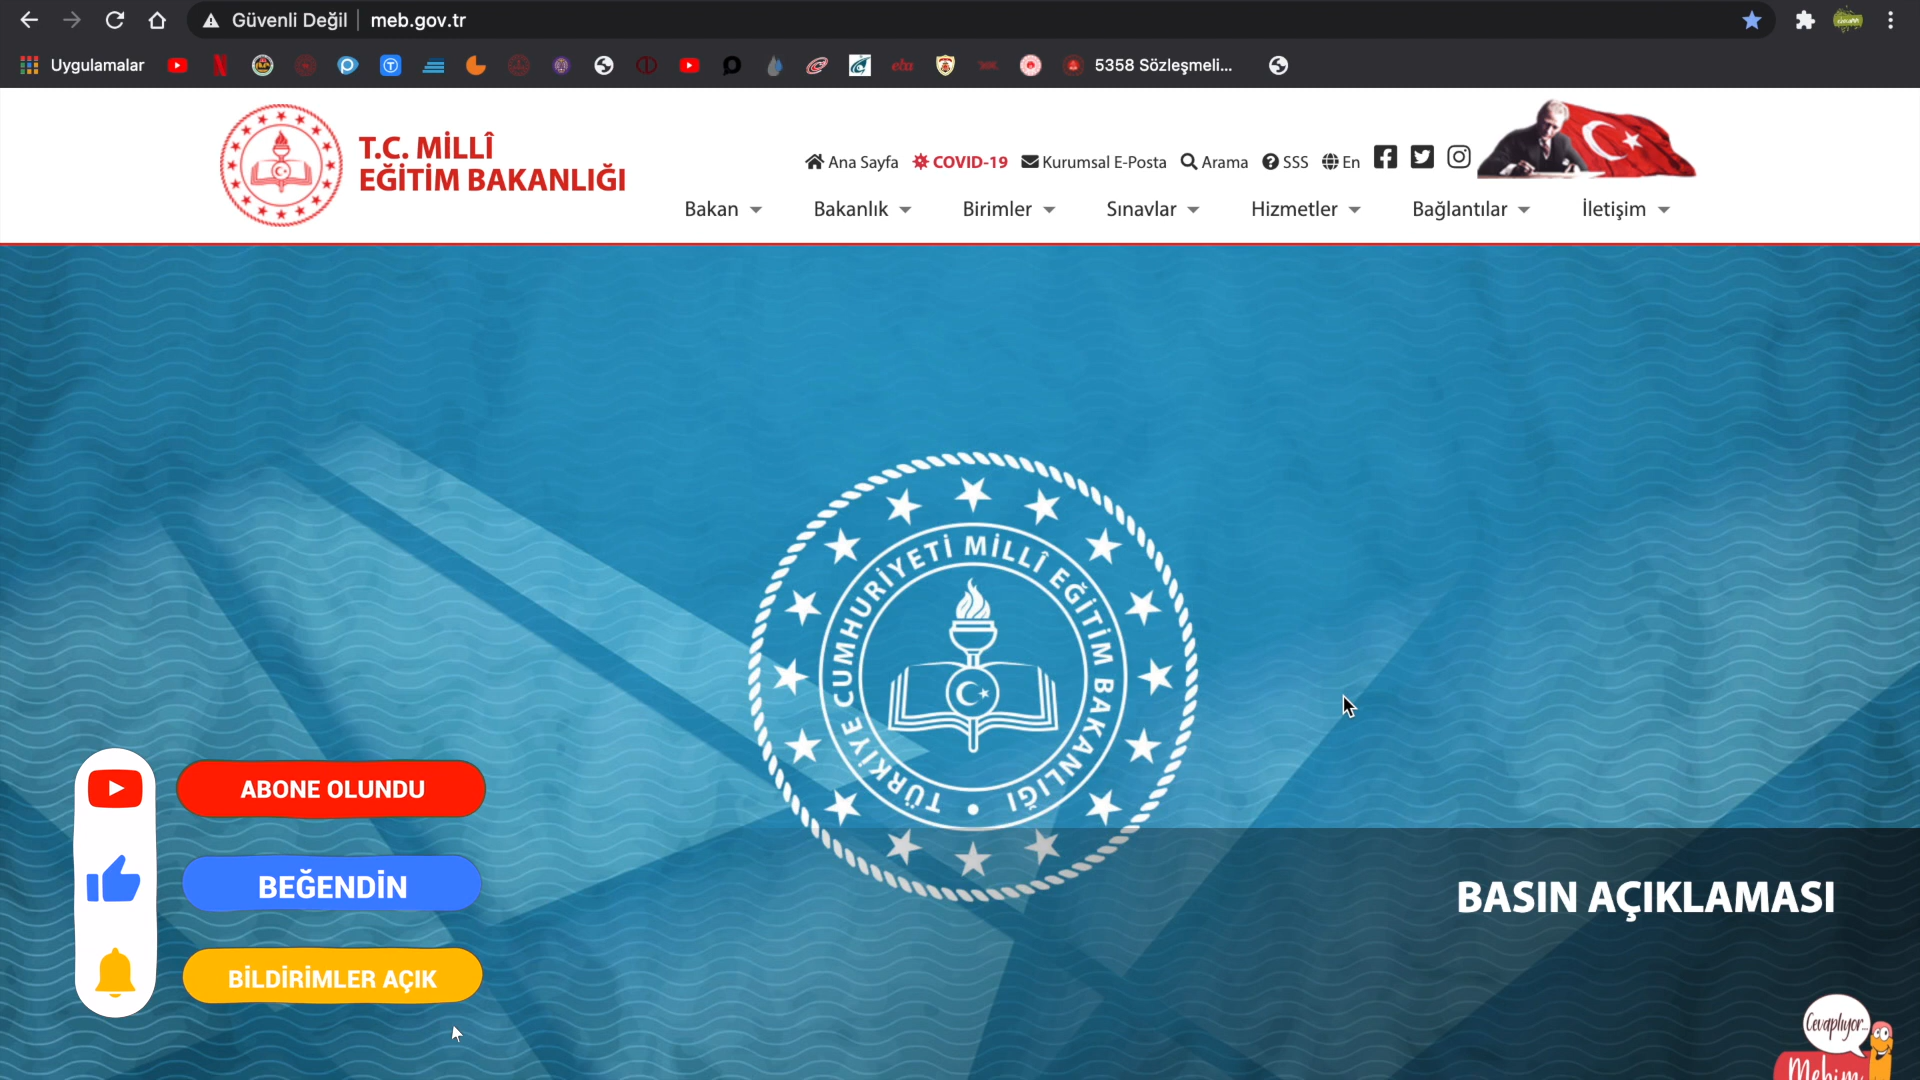 Güvenli Değil | meb.gov.tr
Uygulamalar
eba
5358 Sözleşmeli...
T.C. MİLLÎ
EĞİTİM BAKANLIĞI
Ana Sayfa COVID-19 Kurumsal E-Posta Arama SSS En
Bakan Bakanlık Birimler Sınavlar Hizmetler Bağlantılar İletişim
TÜRKİYE CUMHURİYETİ MİLLÎ EĞİTİM BAKANLIĞI
ABONE OLUNDU
BEĞENDİN
BİLDİRİMLER AÇIK
BASIN AÇIKLAMASI
Cevaplıyor...
Mebim